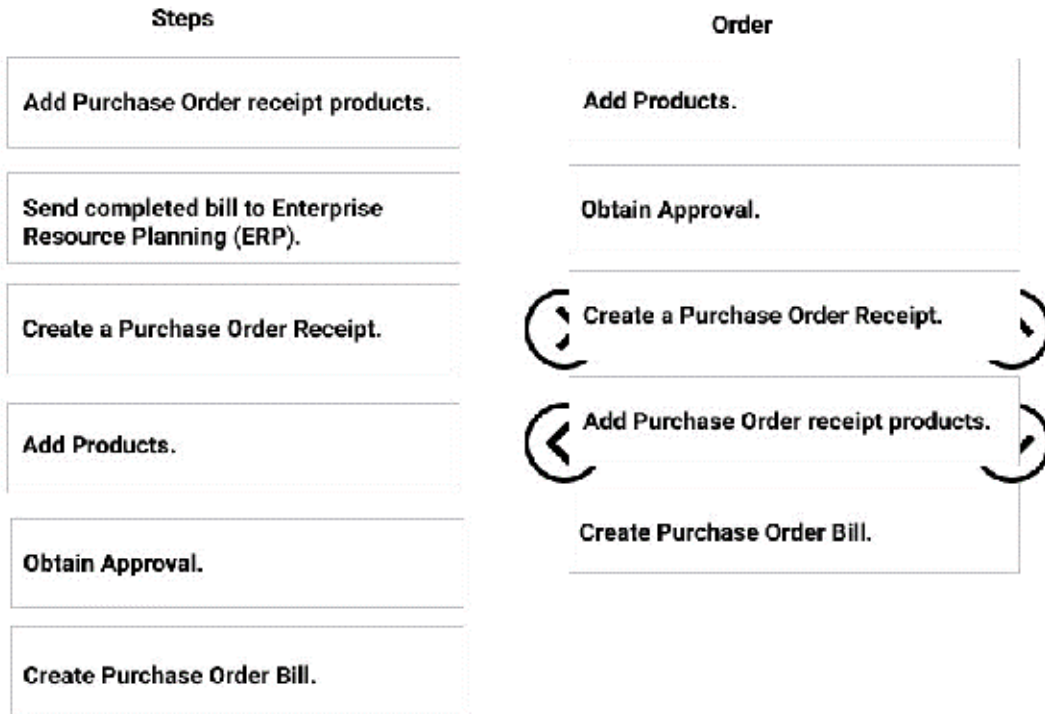 Steps
Add Purchase Order receipt products.
Send completed bill to Enterprise
Resource Planning (ERP).
Create a Purchase Order Receipt.
Add Products.
Obtain Approval.
Create Purchase Order Bill.
Order
Add Products.
Obtain Approval.
Create a Purchase Order Receipt.
Add Purchase Order receipt products.
Create Purchase Order Bill.